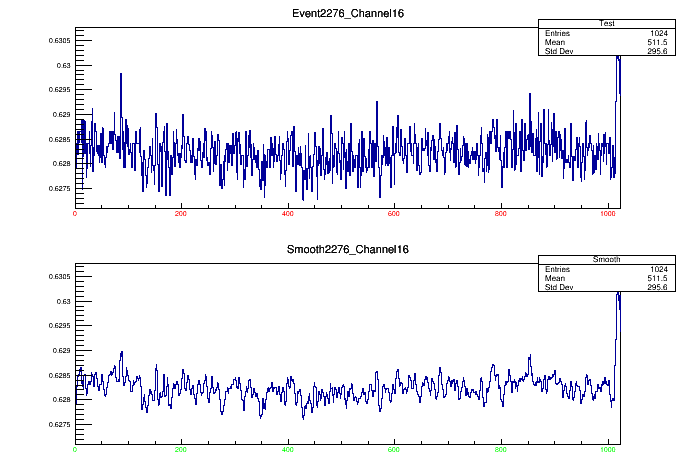 Event2276_Channel16
Test
Entries 1024
Mean 511.5
Std Dev 295.6
0.6305
0.63
0.6295
0.629
0.6285
0.628
0.6275
0 200 400 600 800 1000
Smooth2276_Channel16
Smooth
Entries 1024
Mean 511.5
Std Dev 295.6
0.6305
0.63
0.6295
0.629
0.6285
0.628
0.6275
0 200 400 600 800 1000